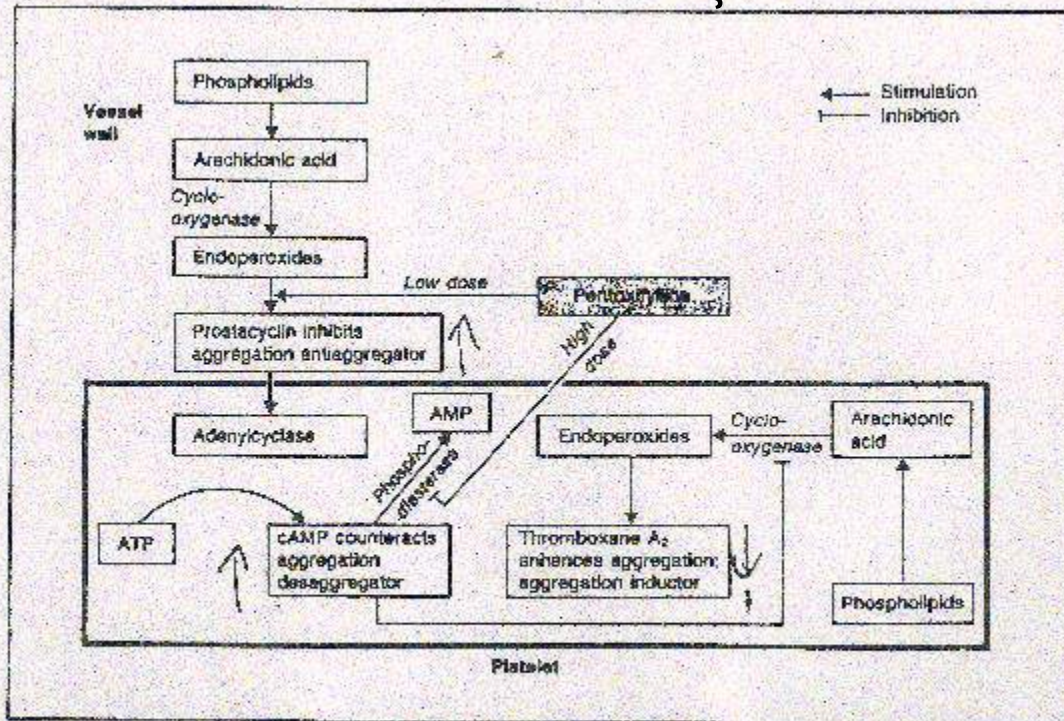 Phospholipids
Vessel
wall
Stimulation
Inhibition
Arachidonic acid
Cyclo-
oxygenase
Endoperoxides
Low dose
Pentoxifylline
High
dose
Prostacyclin inhibits
aggregation antiaggregator
AMP
Adenylcyclase
Phospho-
diesterase
Endoperoxides
Cyclo-
oxygenase
Arachidonic
acid
ATP
cAMP counteracts
aggregation
desaggregator
Thromboxane A₂
enhances aggregation;
aggregation inductor
Phospholipids
Platelet